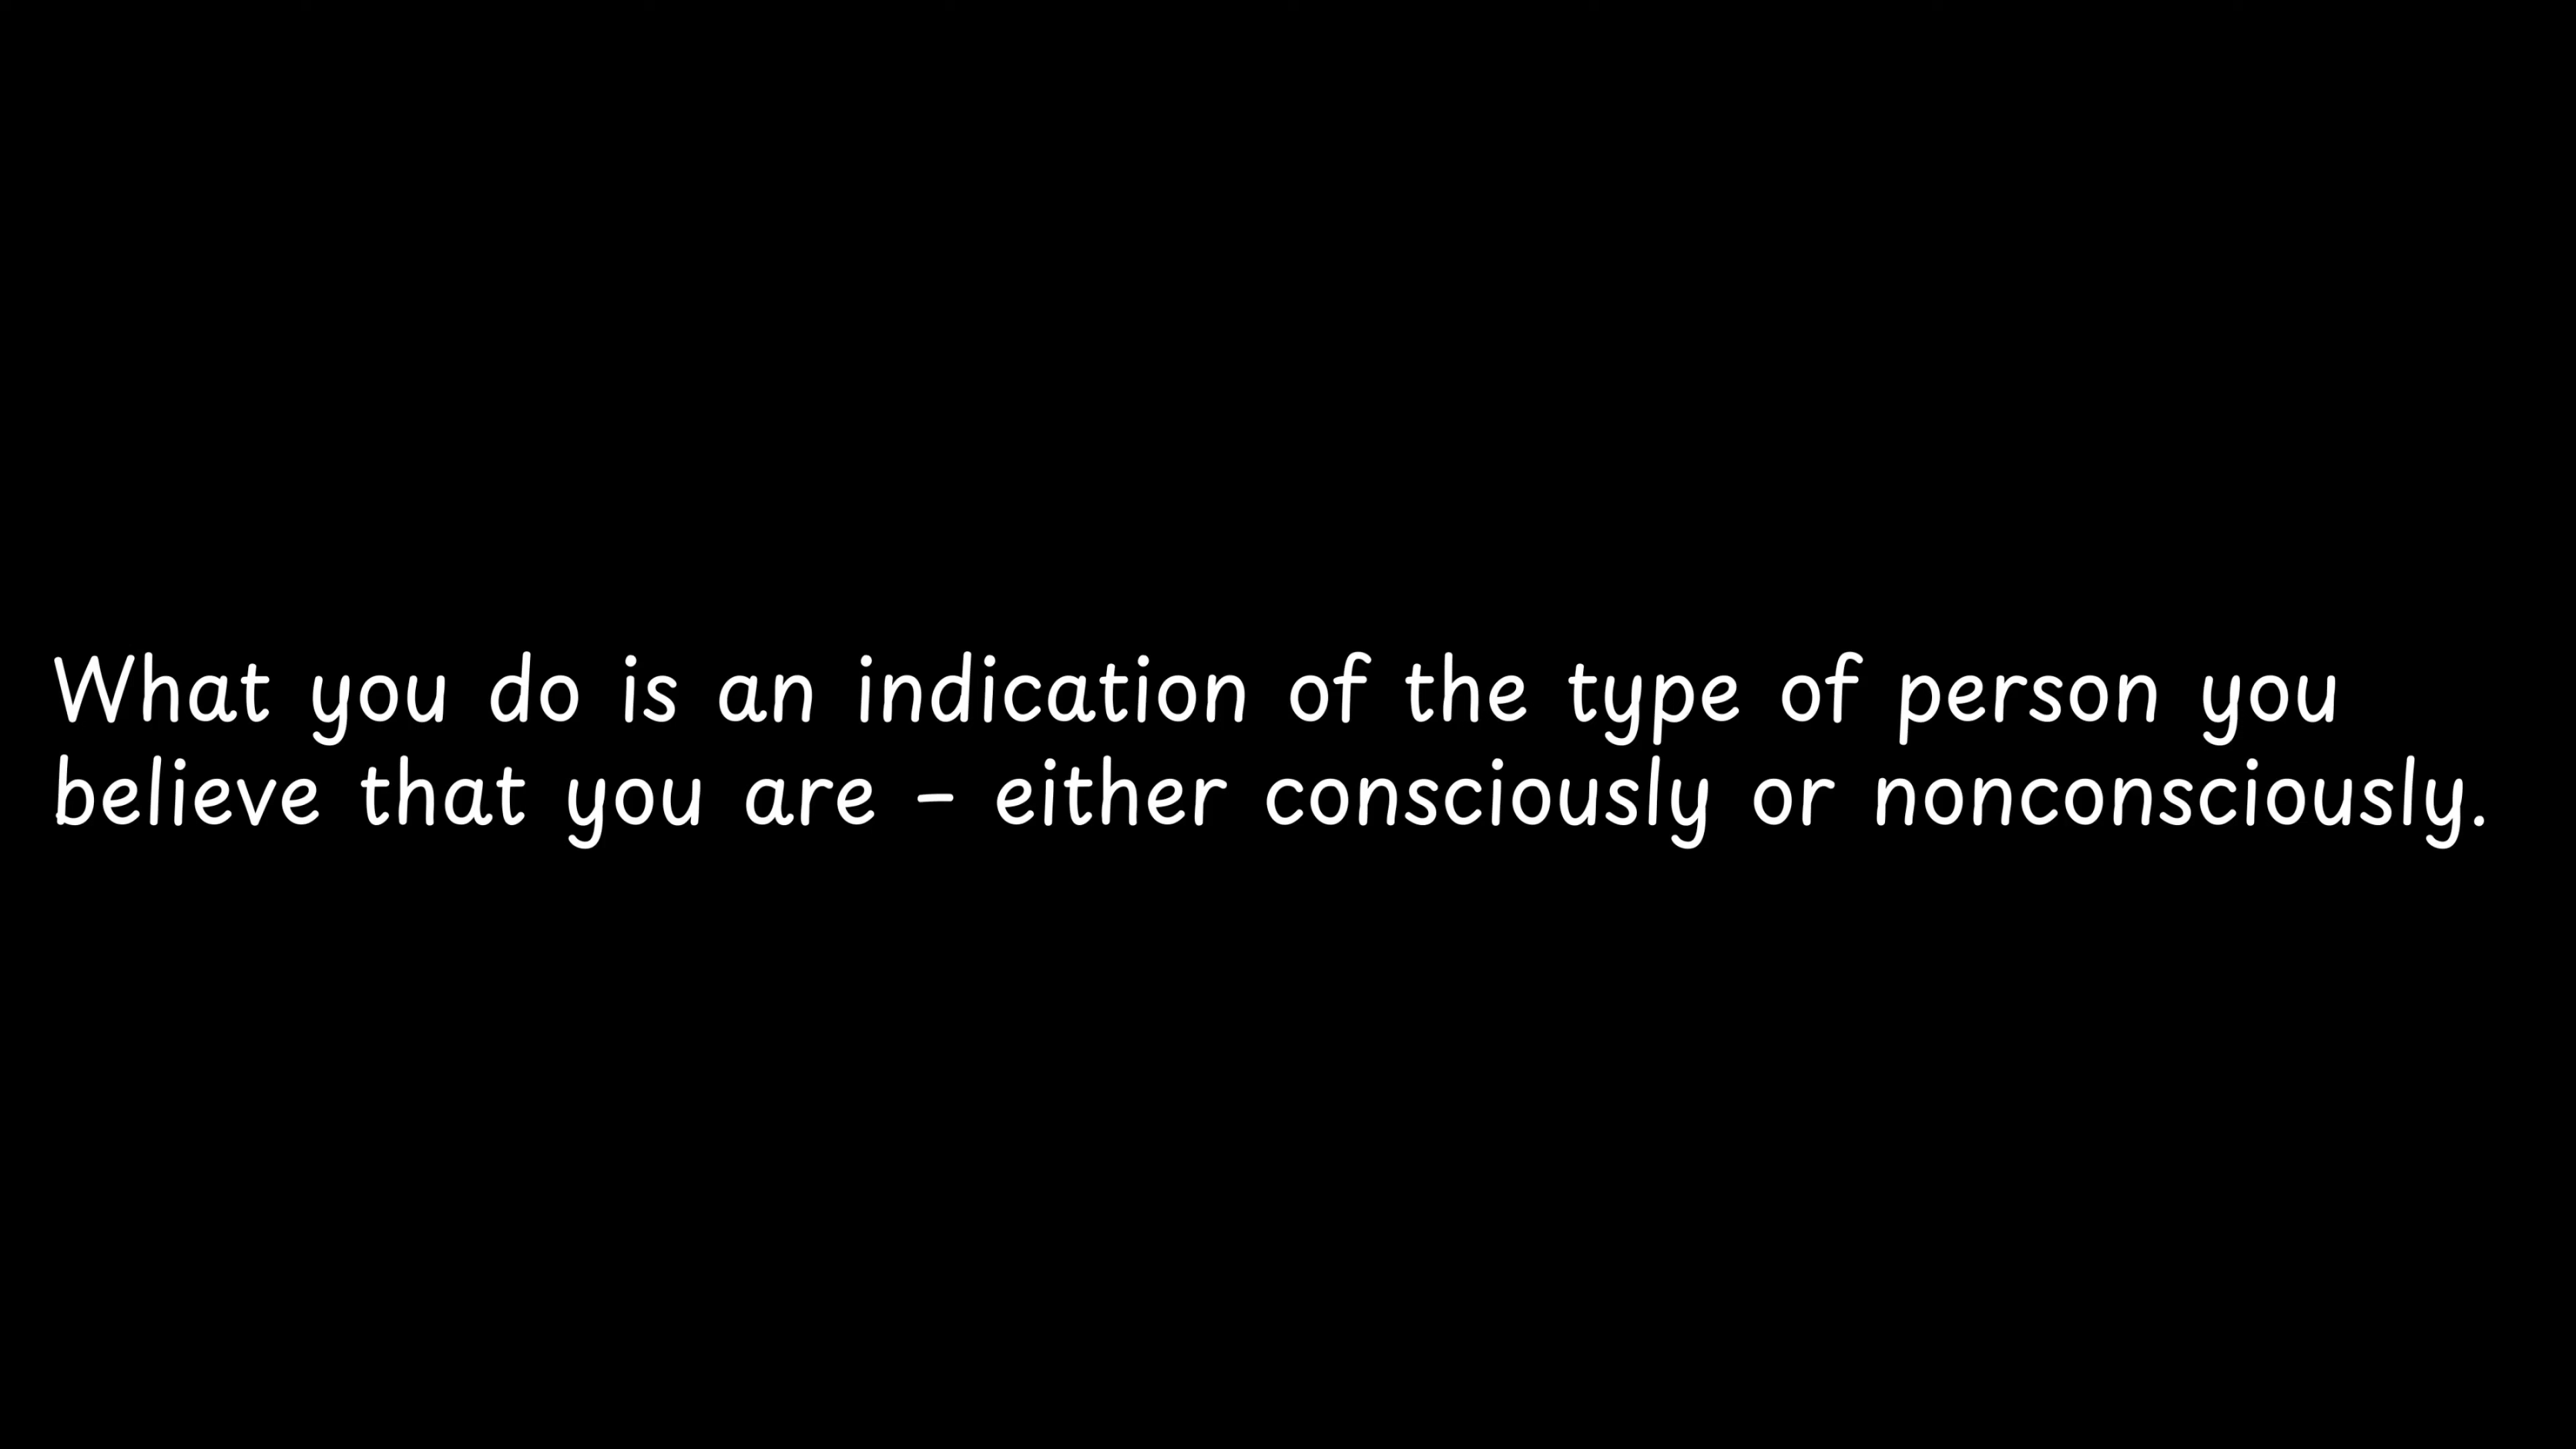 What you do is an indication of the type of person you
believe that you are - either consciously or nonconsciously.